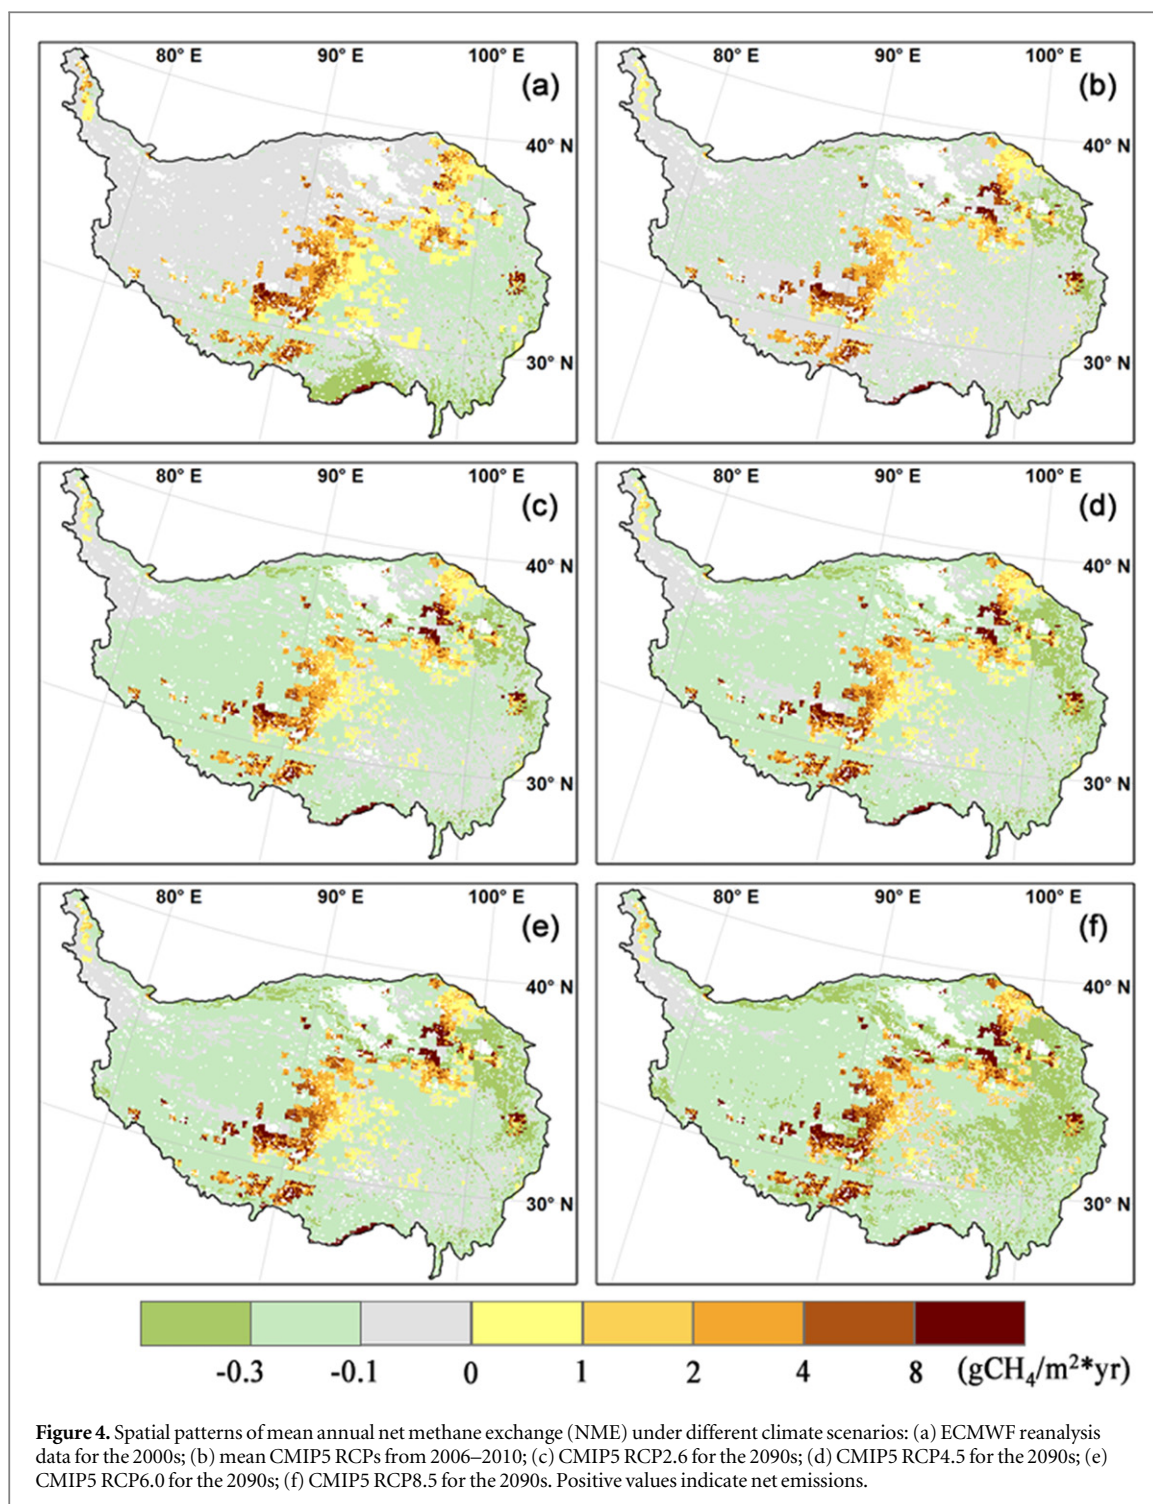 80° E 90° E 100° E
(a)
40° N
30° N
80° E 90° E 100° E
(b)
40° N
30° N
80° E 90° E 100° E
(c)
40° N
30° N
80° E 90° E 100° E
(d)
40° N
30° N
80° E 90° E 100° E
(e)
40° N
30° N
80° E 90° E 100° E
(f)
40° N
30° N
-0.3 -0.1 0 1 2 4 8 (gCH₄/m²*yr)
Figure 4. Spatial patterns of mean annual net methane exchange (NME) under different climate scenarios: (a) ECMWF reanalysis
data for the 2000s; (b) mean CMIP5 RCPs from 2006–2010; (c) CMIP5 RCP2.6 for the 2090s; (d) CMIP5 RCP4.5 for the 2090s; (e)
CMIP5 RCP6.0 for the 2090s; (f) CMIP5 RCP8.5 for the 2090s. Positive values indicate net emissions.